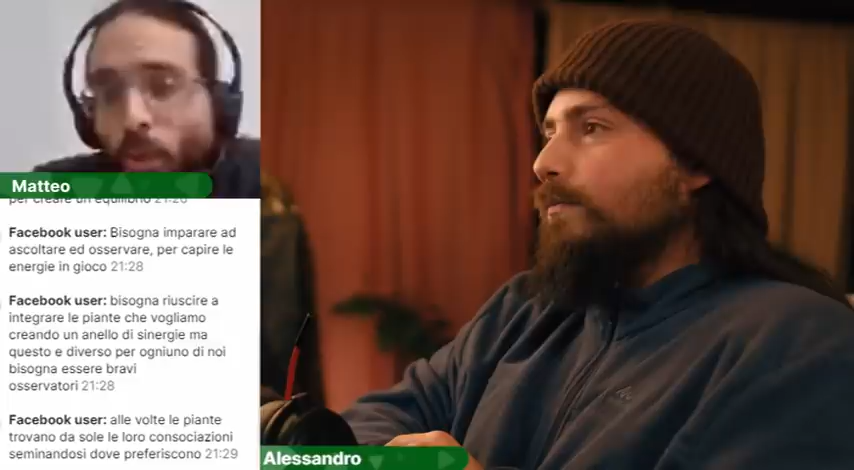 Matteo
per creare un equilibrio 21:26
Facebook user: Bisogna imparare ad
ascoltare ed osservare, per capire le
energie in gioco 21:28
Facebook user: bisogna riuscire a
integrare le piante che vogliamo
creando un anello di sinergie ma
questo e diverso per ogniuno di noi
bisogna essere bravi
osservatori 21:28
Facebook user: alle volte le piante
trovano da sole le loro consociazioni
seminandosi dove preferiscono 21:29
Alessandro